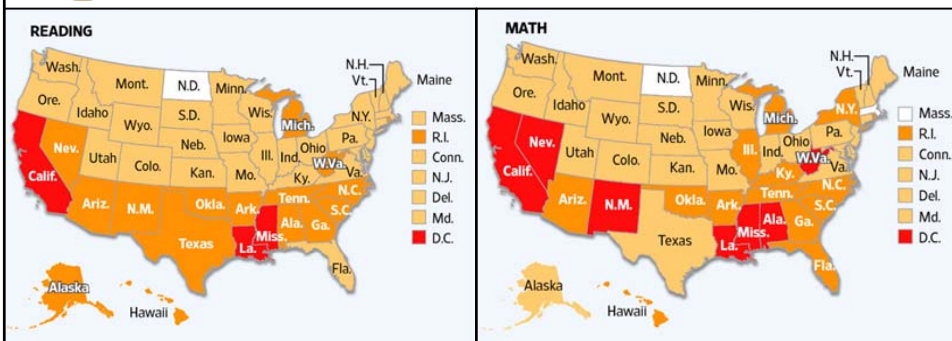 READING
Wash.
Mont.
N.D.
Minn.
N.H.
Vt.
Maine
Ore.
Idaho
Wyo.
S.D.
Wis.
Mich.
N.Y.
Mass.
R.I.
Conn.
N.J.
Del.
Md.
D.C.
Nev.
Utah
Colo.
Neb.
Kan.
Iowa
Mo.
Ill.
Ind.
Ohio
Pa.
W.Va.
Va.
Ky.
Calif.
Ariz.
N.M.
Okla.
Ark.
Tenn.
N.C.
S.C.
Texas
La.
Miss.
Ala.
Ga.
Fla.
Alaska
Hawaii
MATH
Wash.
Mont.
N.D.
Minn.
N.H.
Vt.
Maine
Ore.
Idaho
Wyo.
S.D.
Wis.
Mich.
N.Y.
Mass.
R.I.
Conn.
N.J.
Del.
Md.
D.C.
Nev.
Utah
Colo.
Neb.
Kan.
Iowa
Mo.
Ill.
Ind.
Ohio
Pa.
W.Va.
Va.
Ky.
Calif.
Ariz.
N.M.
Okla.
Ark.
Tenn.
N.C.
S.C.
Texas
La.
Miss.
Ala.
Ga.
Fla.
Alaska
Hawaii